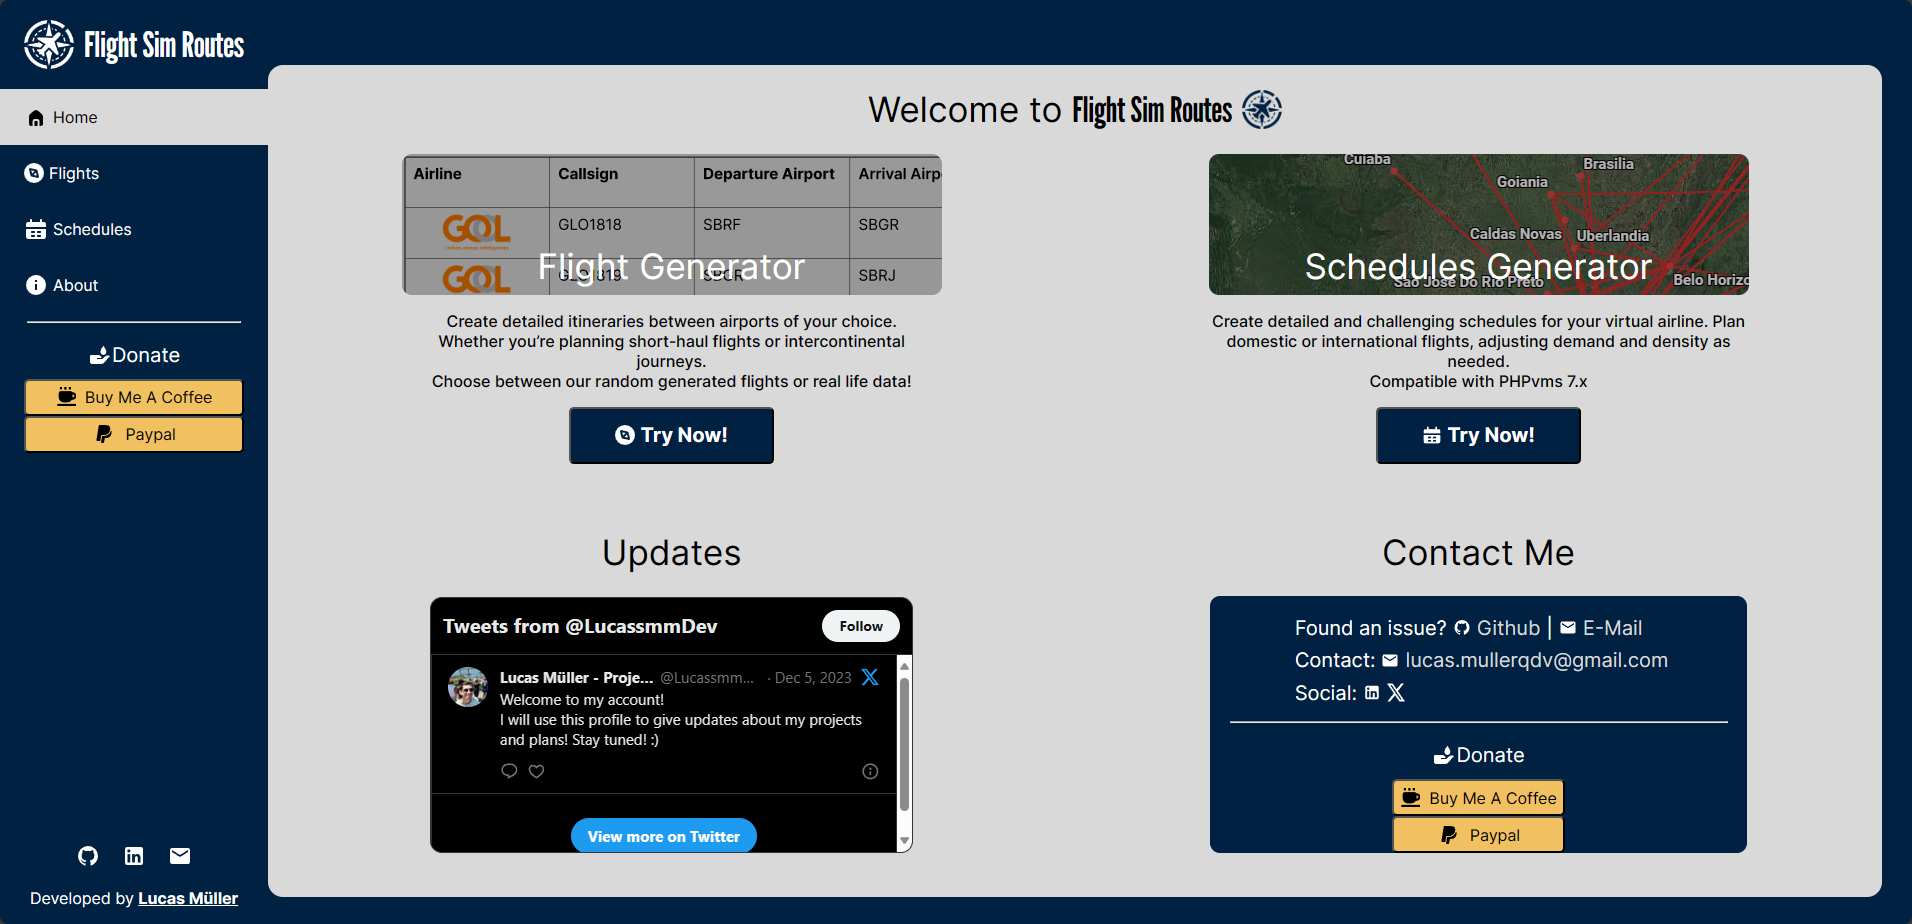 Flight Sim Routes
Home
Flights
Schedules
About
Donate
Buy Me A Coffee
Paypal
Developed by Lucas Müller
Welcome to Flight Sim Routes
Airline Callsign Departure Airport Arrival Airp
GOL GLO1818 SBRF SBGR
Linhas aéreas inteligentes
GOL GLO1819 SBGR SBRJ
Flight Generator
Create detailed itineraries between airports of your choice.
Whether you’re planning short-haul flights or intercontinental
journeys.
Choose between our random generated flights or real life data!
Try Now!
Cuiaba
Brasilia
Goiania
Caldas Novas
Uberlandia
Belo Horizo
Sao Jose Do Rio Preto
Schedules Generator
Create detailed and challenging schedules for your virtual airline. Plan
domestic or international flights, adjusting demand and density as
needed.
Compatible with PHPvms 7.x
Try Now!
Updates
Tweets from @LucassmmDev
Follow
Lucas Müller - Proje... @Lucassmm... · Dec 5, 2023
Welcome to my account!
I will use this profile to give updates about my projects
and plans! Stay tuned! :)
View more on Twitter
Contact Me
Found an issue? Github | E-Mail
Contact: lucas.mullerqdv@gmail.com
Social:
Donate
Buy Me A Coffee
Paypal